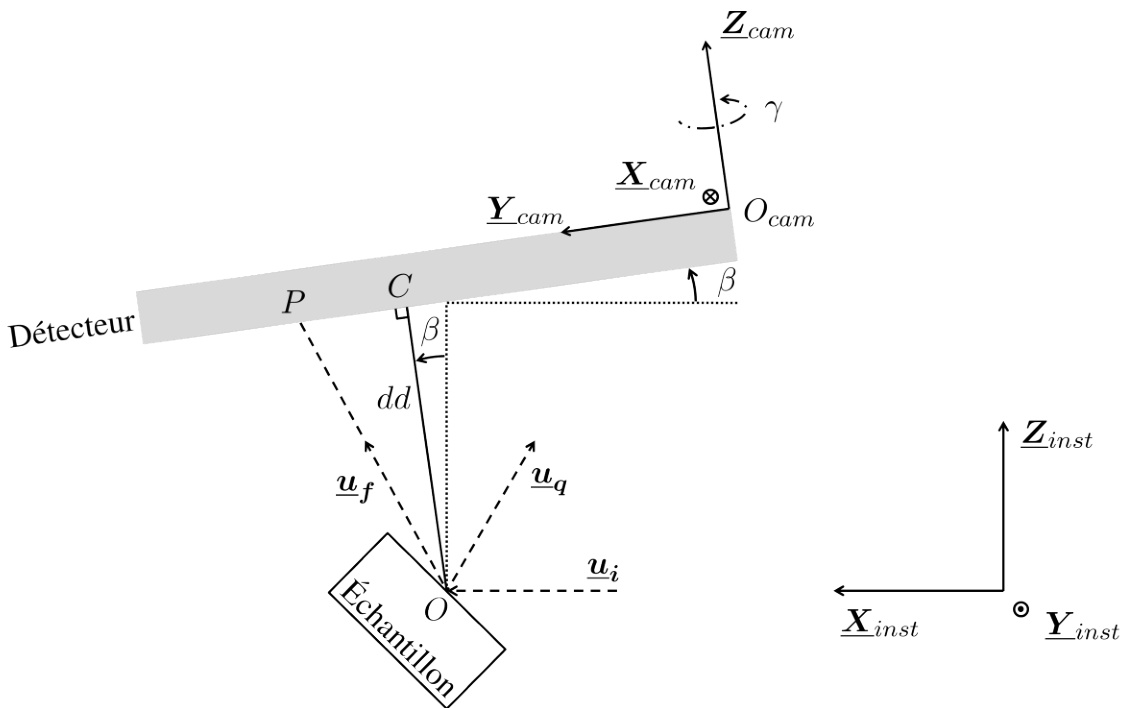 Z_cam
γ
X_cam
Y_cam
O_cam
C
β
P
Détecteur
β
dd
Z_inst
u_f
u_q
u_i
O
Échantillon
X_inst
Y_inst